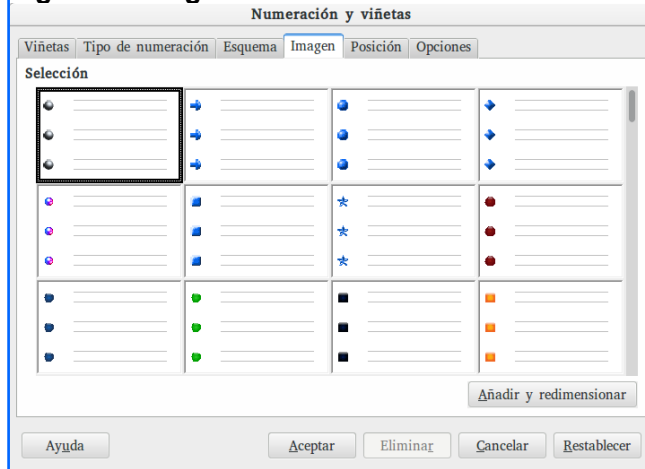 Numeración y viñetas
Viñetas Tipo de numeración Esquema Imagen Posición Opciones
Selección
Añadir y redimensionar
Ayuda Aceptar Eliminar Cancelar Restablecer